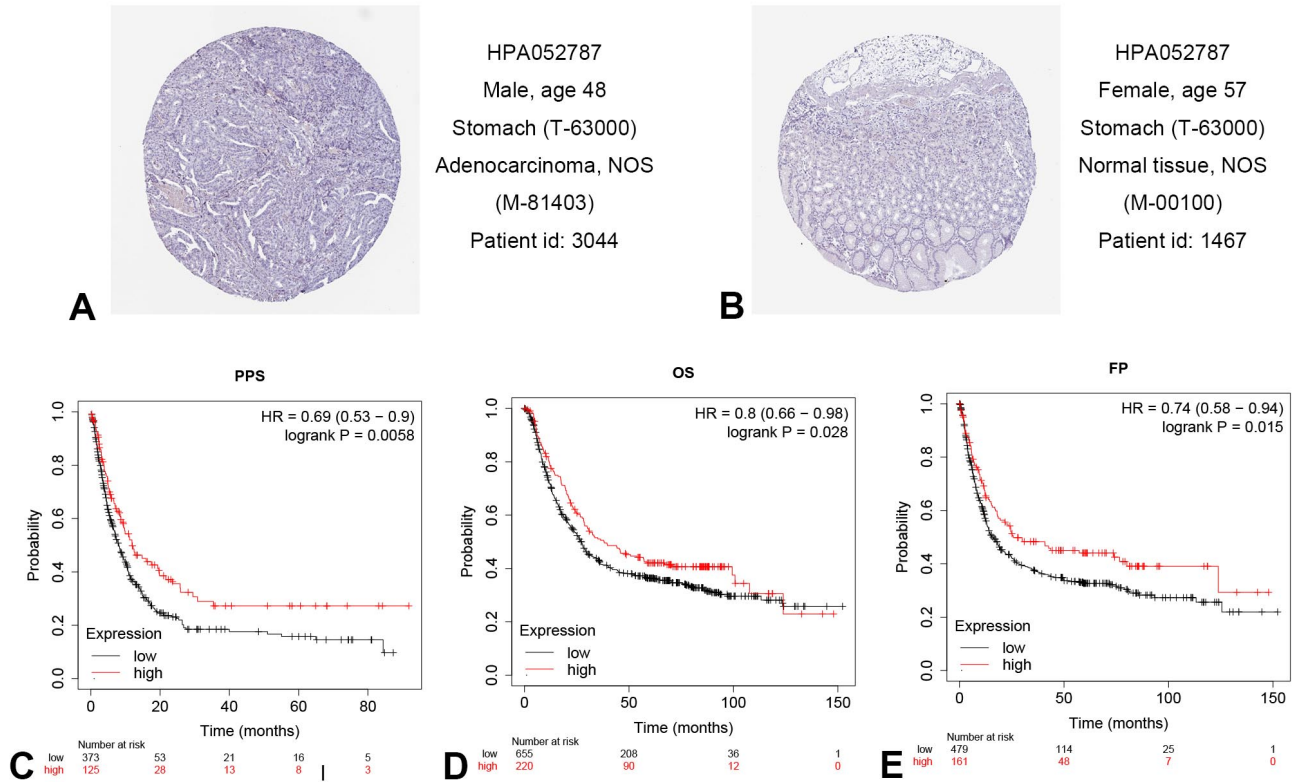 HPA052787
Male, age 48
Stomach (T-63000)
Adenocarcinoma, NOS
(M-81403)
Patient id: 3044
A
HPA052787
Female, age 57
Stomach (T-63000)
Normal tissue, NOS
(M-00100)
Patient id: 1467
B
PPS
HR = 0.69 (0.53 − 0.9)
logrank P = 0.0058
Probability
1.0
0.8
0.6
0.4
0.2
0.0
Expression
low
high
0 20 40 60 80
Time (months)
Number at risk
low 373 53 21 16 5
high 125 28 13 8 3
C
OS
HR = 0.8 (0.66 − 0.98)
logrank P = 0.028
Probability
1.0
0.8
0.6
0.4
0.2
0.0
Expression
low
high
0 50 100 150
Time (months)
Number at risk
low 655 208 36 1
high 220 90 12 0
D
FP
HR = 0.74 (0.58 − 0.94)
logrank P = 0.015
Probability
1.0
0.8
0.6
0.4
0.2
0.0
Expression
low
high
0 50 100 150
Time (months)
Number at risk
low 479 114 25 1
high 161 48 7 0
E